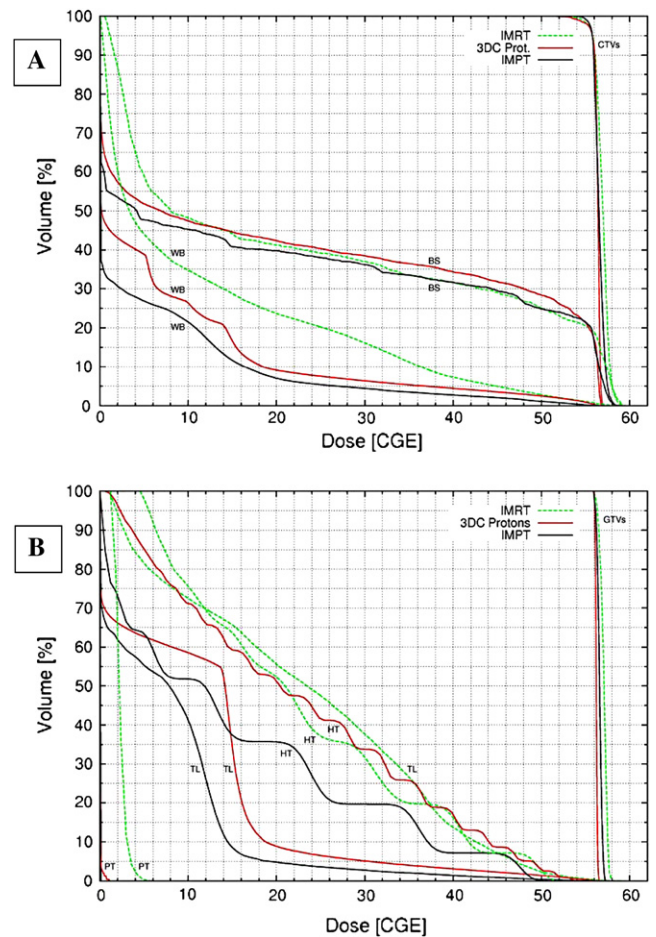 A
100
90
80
70
60
50
40
30
20
10
0
Volume [%]
IMRT
3DC Prot.
IMPT
CTVs
WB
WB
WB
BS
BS
0 10 20 30 40 50 60
Dose [CGE]
B
100
90
80
70
60
50
40
30
20
10
0
Volume [%]
IMRT
3DC Protons
IMPT
GTVs
HT
HT
HT
TL
TL
TL
PT
PT
0 10 20 30 40 50 60
Dose [CGE]